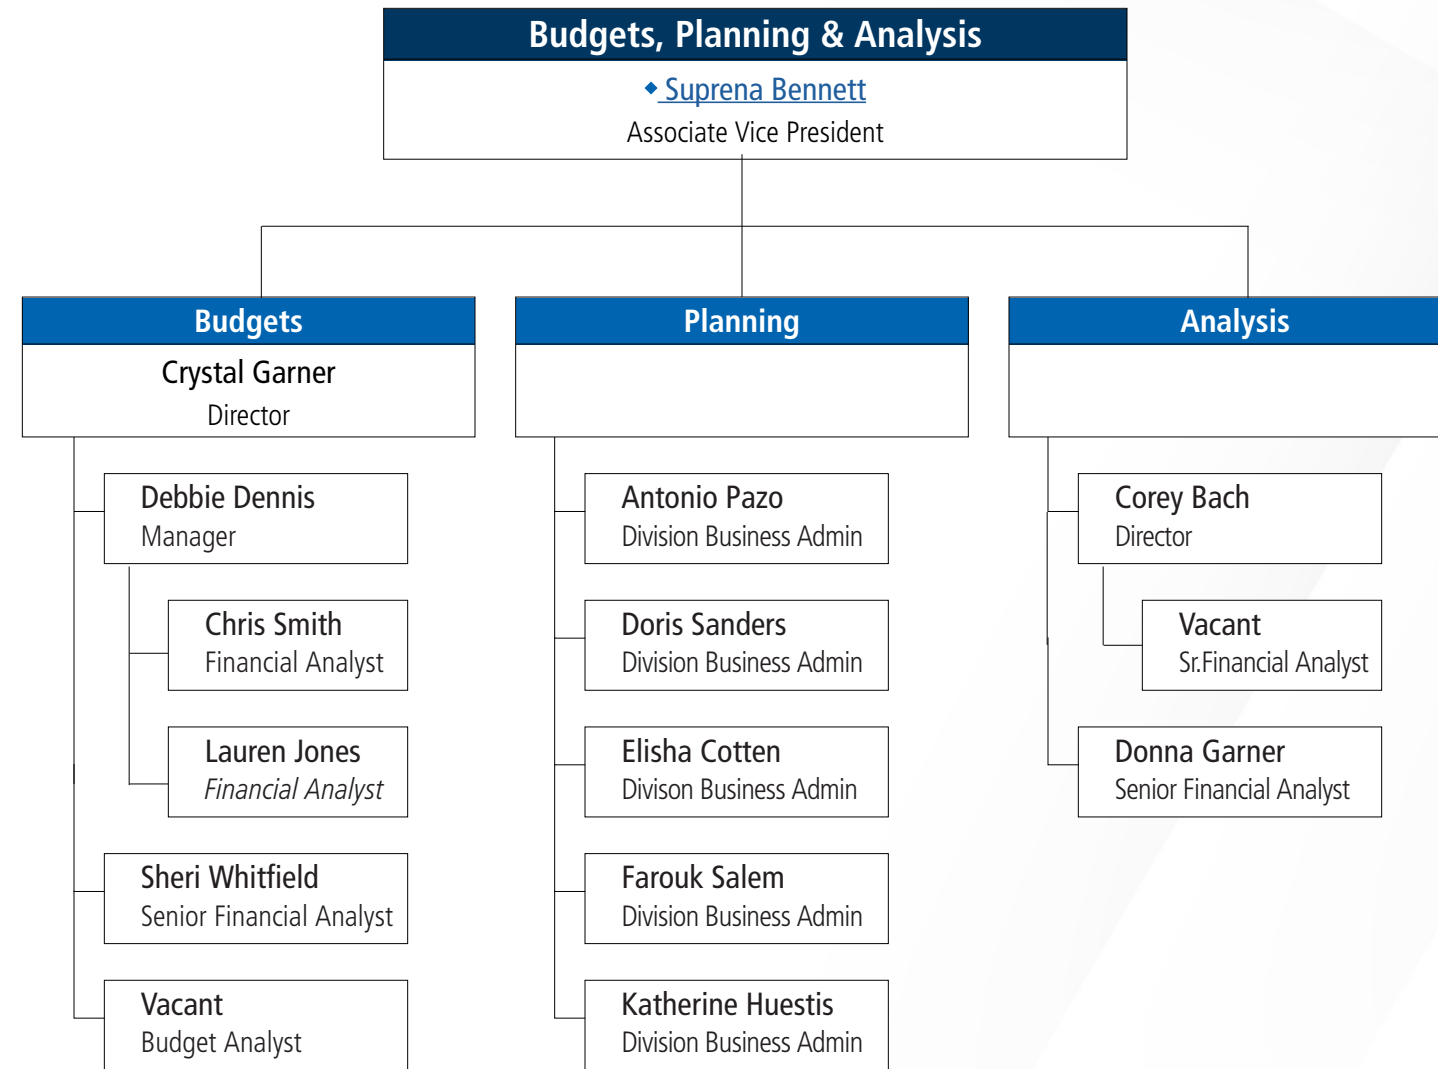 Budgets, Planning & Analysis
Suprena Bennett
Associate Vice President
Budgets
Crystal Garner
Director
Debbie Dennis
Manager
Chris Smith
Financial Analyst
Lauren Jones
Financial Analyst
Sheri Whitfield
Senior Financial Analyst
Vacant
Budget Analyst
Planning
Antonio Pazo
Division Business Admin
Doris Sanders
Division Business Admin
Elisha Cotten
Divison Business Admin
Farouk Salem
Division Business Admin
Katherine Huestis
Division Business Admin
Analysis
Corey Bach
Director
Vacant
Sr.Financial Analyst
Donna Garner
Senior Financial Analyst